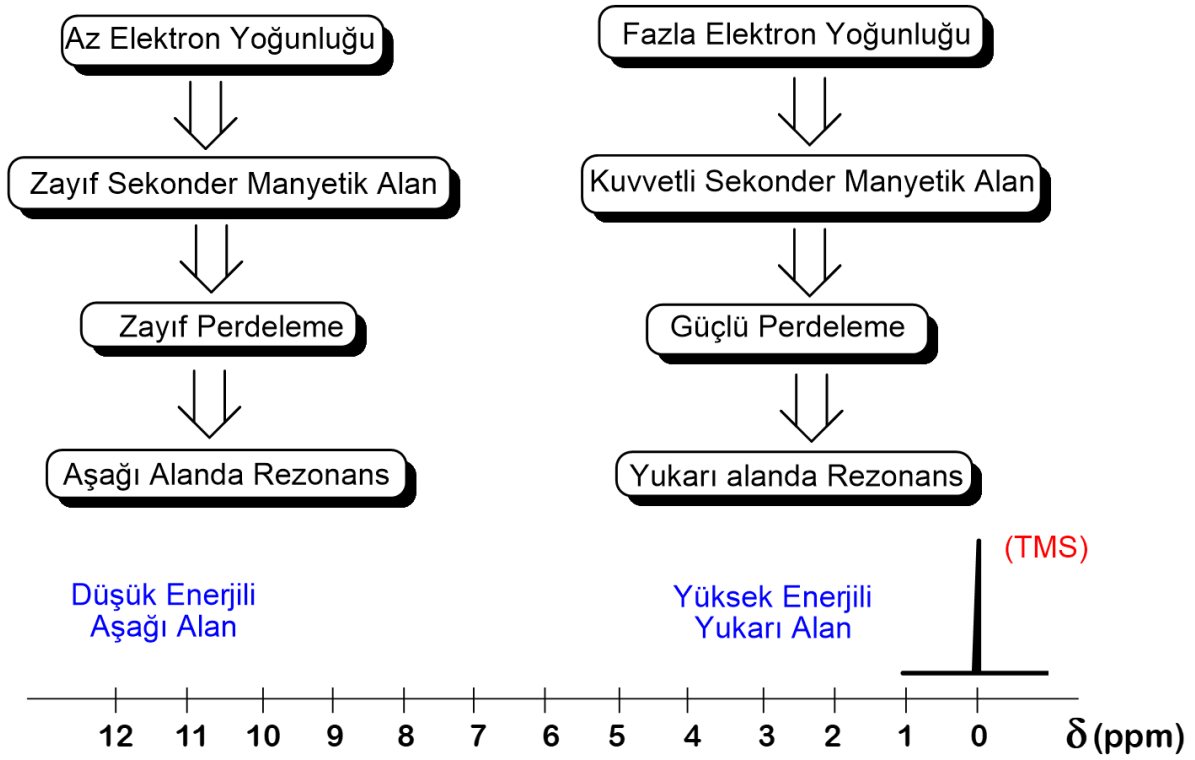 Az Elektron Yoğunluğu
Zayıf Sekonder Manyetik Alan
Zayıf Perdeleme
Aşağı Alanda Rezonans
Fazla Elektron Yoğunluğu
Kuvvetli Sekonder Manyetik Alan
Güçlü Perdeleme
Yukarı alanda Rezonans
(TMS)
Düşük Enerjili
Aşağı Alan
Yüksek Enerjili
Yukarı Alan
12 11 10 9 8 7 6 5 4 3 2 1 0 δ (ppm)